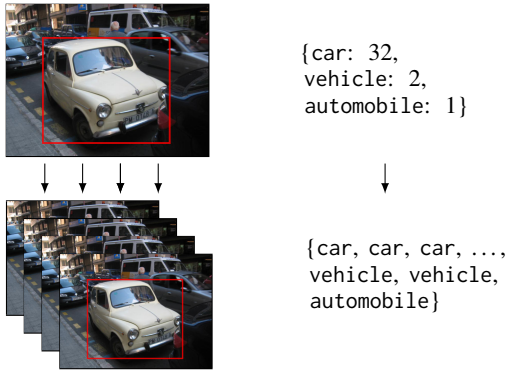 {car: 32,
vehicle: 2,
automobile: 1}
{car, car, car, ...,
vehicle, vehicle,
automobile}